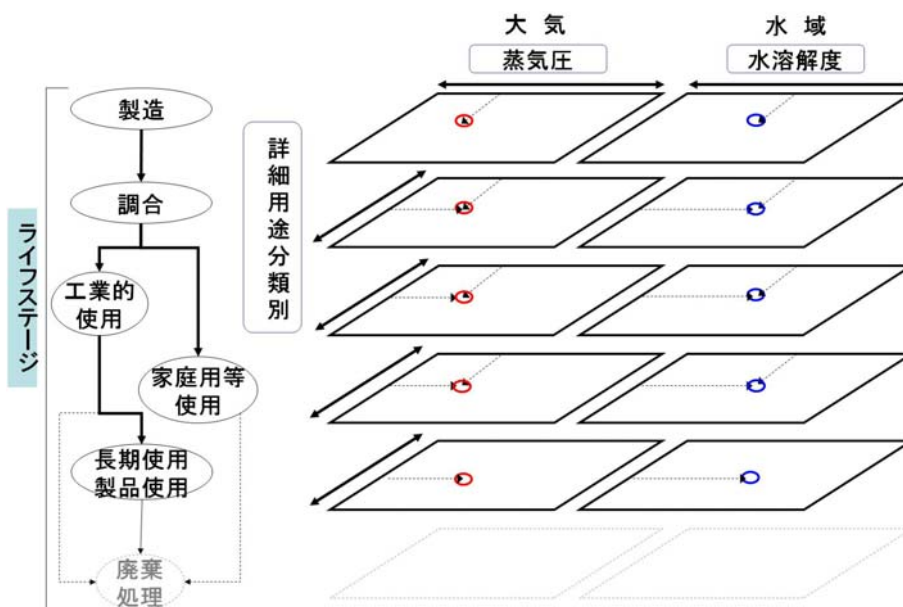 大 気
水 域
蒸気圧
水溶解度
ライフステージ
製造
調合
工業的
使用
家庭用等
使用
長期使用
製品使用
廃棄
処理
詳細用途分類別